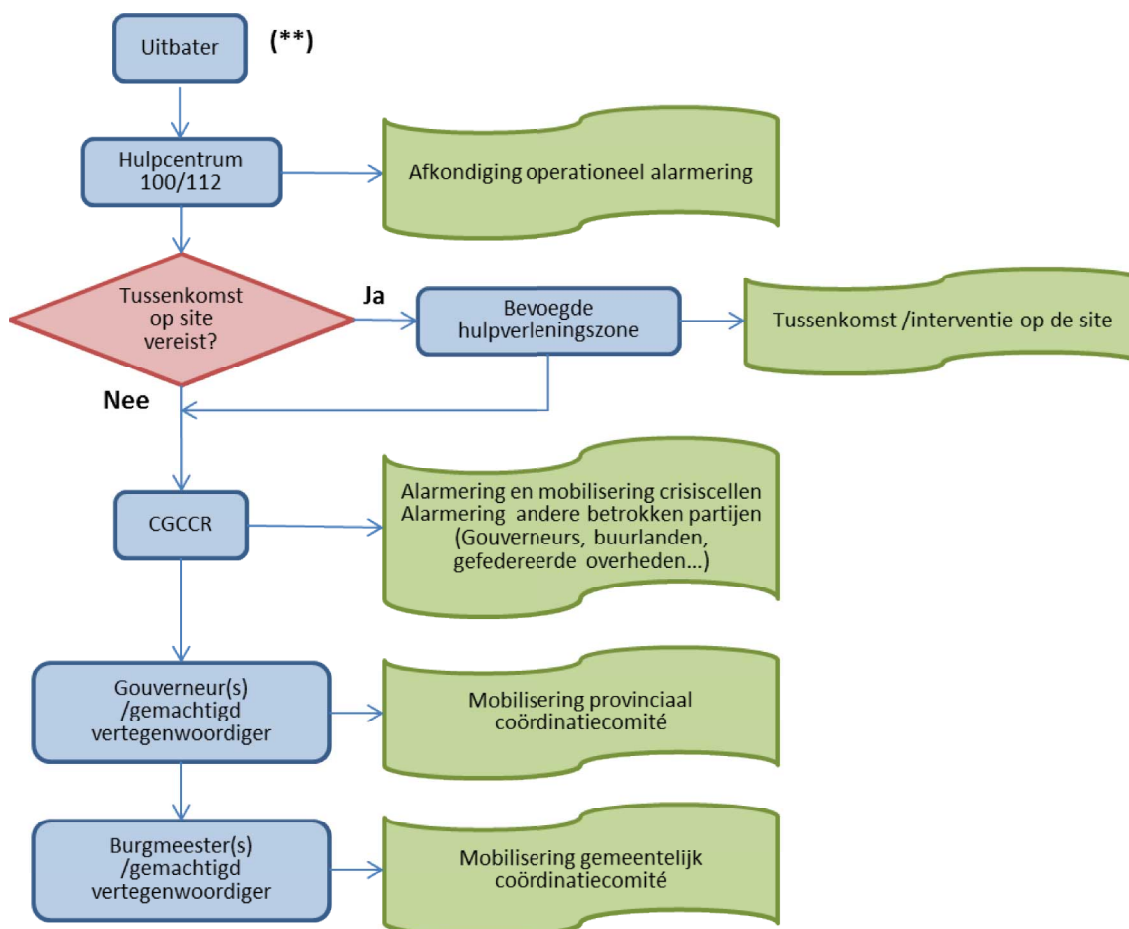 Uitbater
(**)
Hulpcentrum
100/112
Afkondiging operationeel alarmering
Tussenkomst
op site
vereist?
Ja
Bevoegde
hulpverleningszone
Tussenkomst /interventie op de site
Nee
CGCCR
Alarmering en mobilisering crisiscellen
Alarmering andere betrokken partijen
(Gouverneurs, buurlanden,
gefedereerde overheden...)
Gouverneur(s)
/gemachtigd
vertegenwoordiger
Mobilisering provinciaal
coördinatiecomité
Burgmeester(s)
/gemachtigd
vertegenwoordiger
Mobilisering gemeentelijk
coördinatiecomité